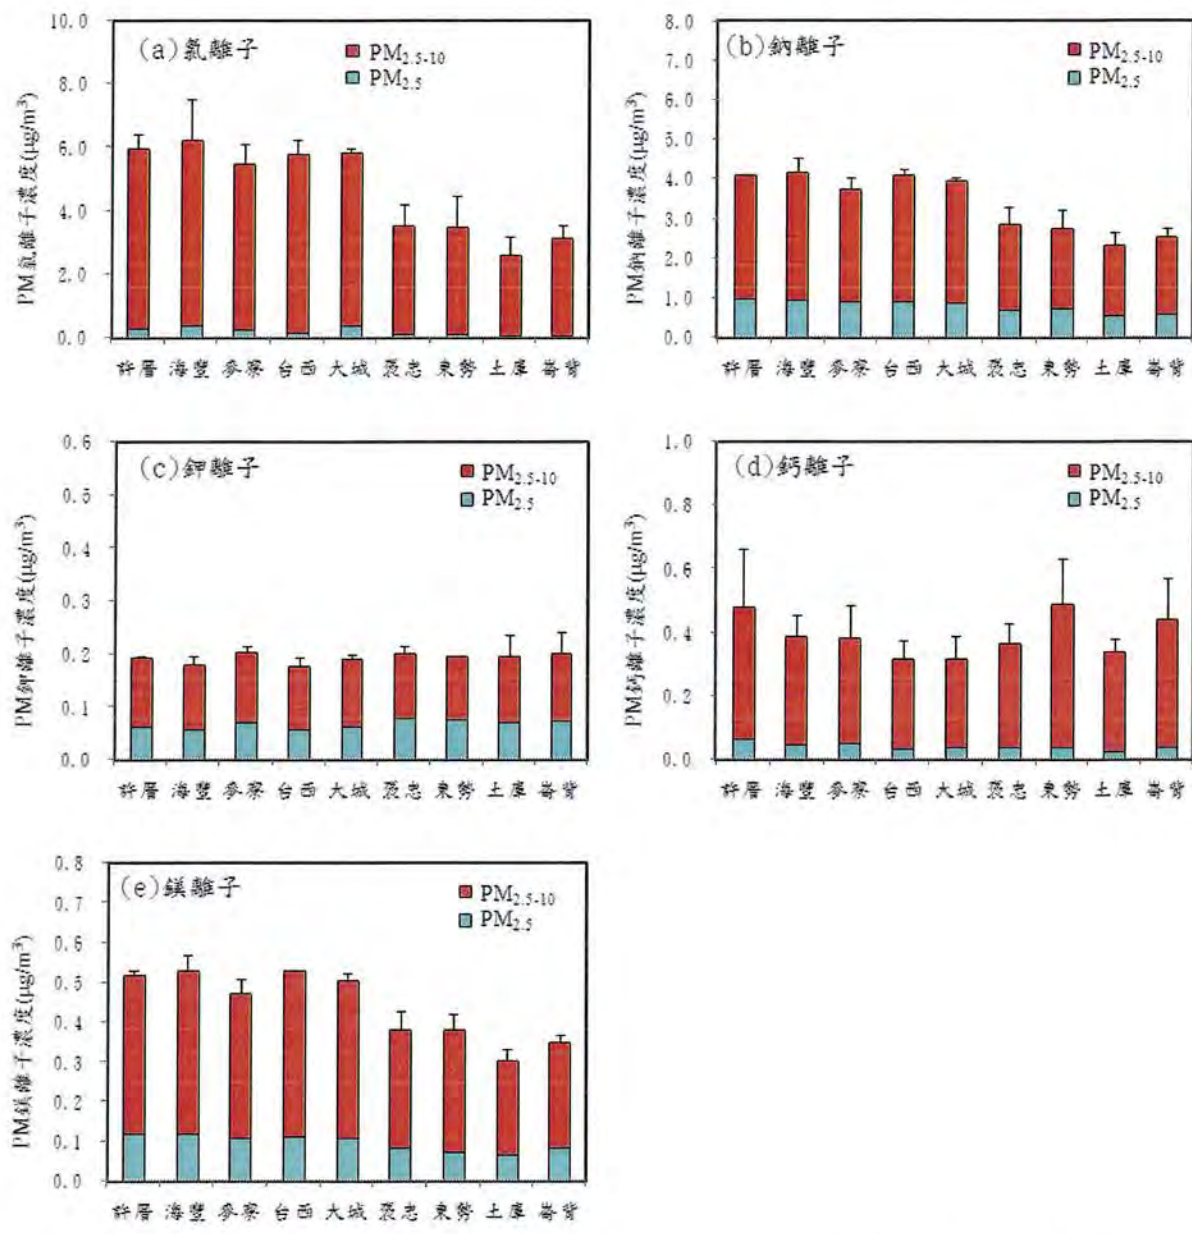 (a)氯離子
PM2.5-10
PM2.5
PM氯離子濃度(μg/m³)
10.0
8.0
6.0
4.0
2.0
0.0
許厝 海豐 麥寮 台西 大城 褒忠 東勢 土庫 崙背
(b)鈉離子
PM2.5-10
PM2.5
PM鈉離子濃度(μg/m³)
8.0
7.0
6.0
5.0
4.0
3.0
2.0
1.0
0.0
許厝 海豐 麥寮 台西 大城 褒忠 東勢 土庫 崙背
(c)鉀離子
PM2.5-10
PM2.5
PM鉀離子濃度(μg/m³)
0.6
0.5
0.4
0.3
0.2
0.1
0.0
許厝 海豐 麥寮 台西 大城 褒忠 東勢 土庫 崙背
(d)鈣離子
PM2.5-10
PM2.5
PM鈣離子濃度(μg/m³)
1.0
0.8
0.6
0.4
0.2
0.0
許厝 海豐 麥寮 台西 大城 褒忠 東勢 土庫 崙背
(e)鎂離子
PM2.5-10
PM2.5
PM鎂離子濃度(μg/m³)
0.8
0.7
0.6
0.5
0.4
0.3
0.2
0.1
0.0
許厝 海豐 麥寮 台西 大城 褒忠 東勢 土庫 崙背